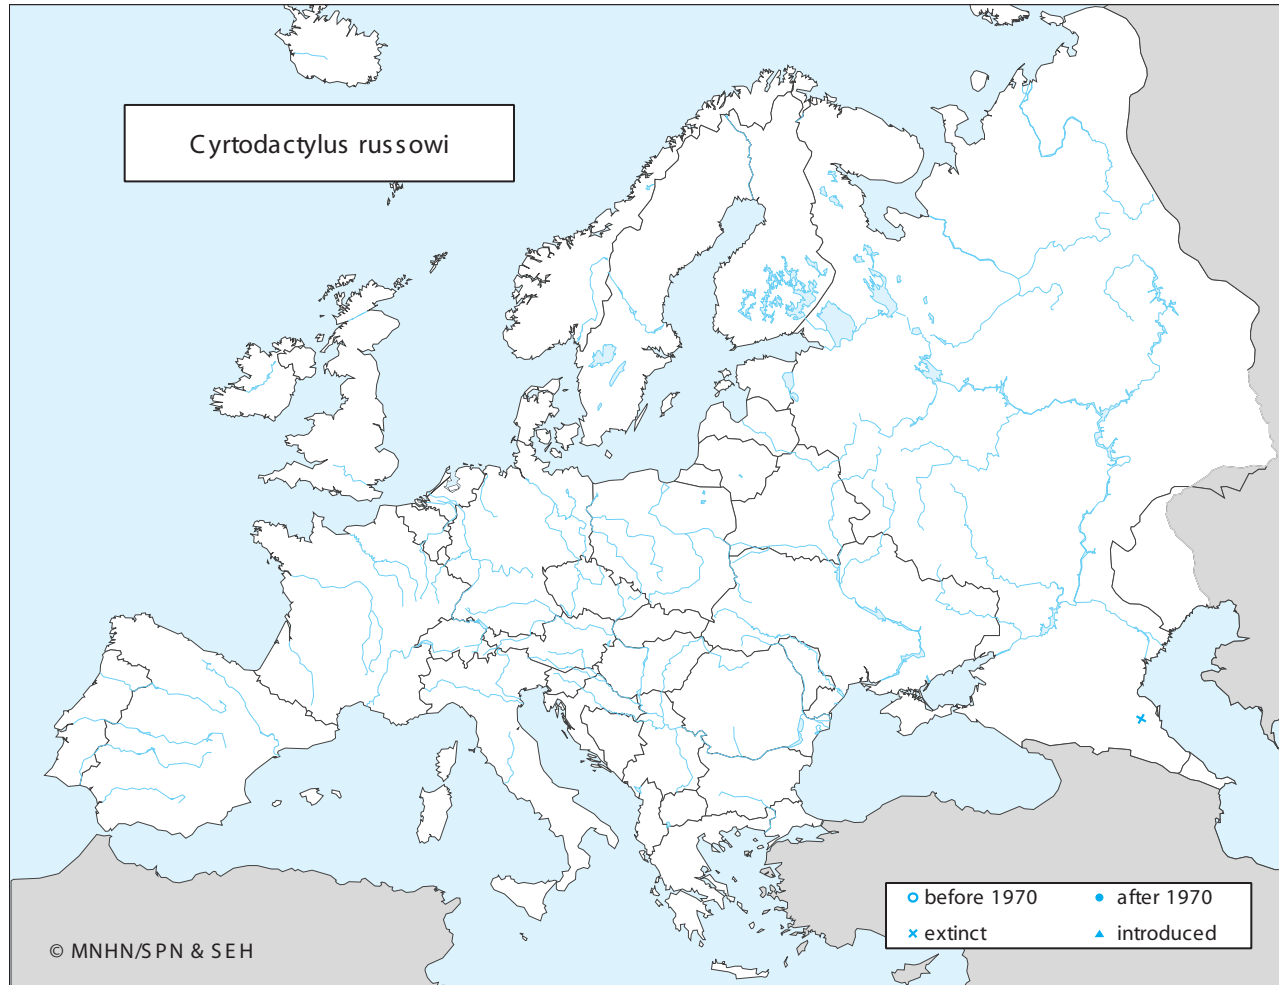 Cyrtodactylus russowi
before 1970
after 1970
extinct
introduced
© MNHN/SPN & SEH